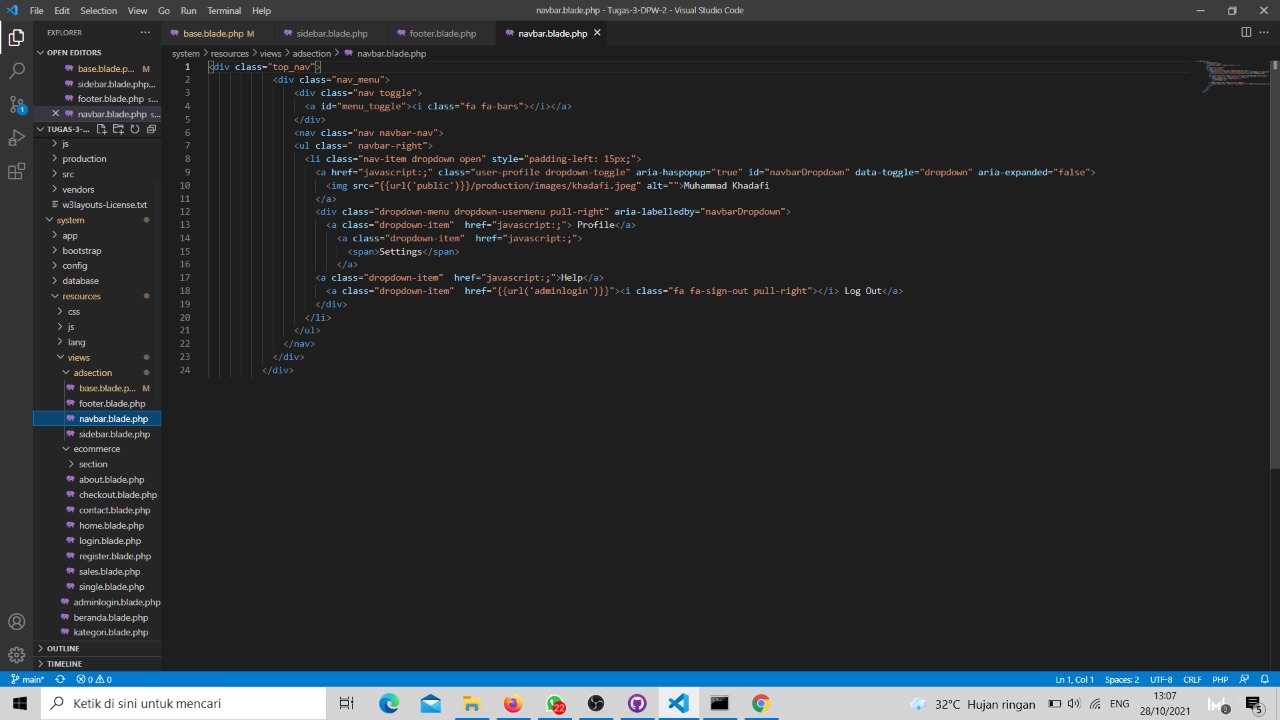 File Edit Selection View Go Run Terminal Help
navbar.blade.php - Tugas-3-DPW-2 - Visual Studio Code
EXPLORER
base.blade.php M
sidebar.blade.php
footer.blade.php
navbar.blade.php
system > resources > views > adsection > navbar.blade.php
OPEN EDITORS
base.blade.p... M
sidebar.blade.php...
footer.blade.php s...
navbar.blade.php s...
TUGAS-3-...
js
production
src
vendors
w3layouts-License.txt
system
app
bootstrap
config
database
resources
css
js
lang
views
adsection
base.blade.p... M
footer.blade.php
navbar.blade.php
sidebar.blade.php
ecommerce
section
about.blade.php
checkout.blade.php
contact.blade.php
home.blade.php
login.blade.php
register.blade.php
sales.blade.php
single.blade.php
adminlogin.blade.php
beranda.blade.php
kategori.blade.php
OUTLINE
TIMELINE
1 <div class="top_nav">
2 <div class="nav_menu">
3 <div class="nav toggle">
4 <a id="menu_toggle"><i class="fa fa-bars"></i></a>
5 </div>
6 <nav class="nav navbar-nav">
7 <ul class=" navbar-right">
8 <li class="nav-item dropdown open" style="padding-left: 15px;">
9 <a href="javascript:;" class="user-profile dropdown-toggle" aria-haspopup="true" id="navbarDropdown" data-toggle="dropdown" aria-expanded="false">
10 <img src="{{url('public')}}/production/images/khadafi.jpeg" alt="">Muhammad Khadafi
11 </a>
12 <div class="dropdown-menu dropdown-usermenu pull-right" aria-labelledby="navbarDropdown">
13 <a class="dropdown-item"  href="javascript:;"> Profile</a>
14 <a class="dropdown-item"  href="javascript:;">
15 <span>Settings</span>
16 </a>
17 <a class="dropdown-item"  href="javascript:;">Help</a>
18 <a class="dropdown-item"  href="{{url('adminlogin')}}"><i class="fa fa-sign-out pull-right"></i> Log Out</a>
19 </div>
20 </li>
21 </ul>
22 </nav>
23 </div>
24 </div>
1
main* 0 0
Ln 1, Col 1 Spaces: 2 UTF-8 CRLF PHP
Ketik di sini untuk mencari
22
32°C Hujan ringan
ENG
13:07
28/10/2021
5